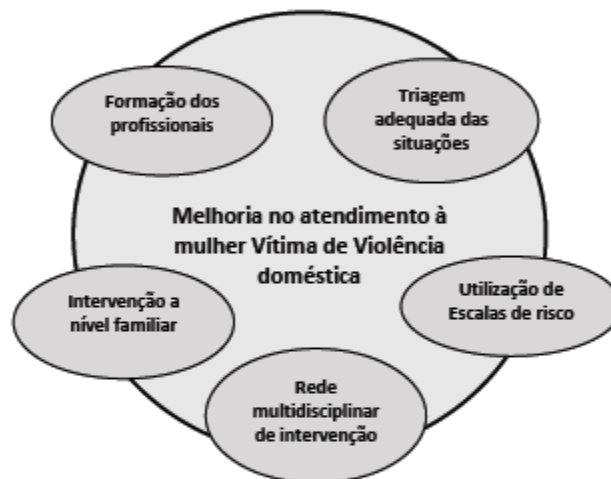 Formação dos
profissionais
Triagem
adequada das
situações
Melhoria no atendimento à
mulher Vítima de Violência
doméstica
Intervenção a
nível familiar
Utilização de
Escalas de risco
Rede
multidisciplinar
de intervenção